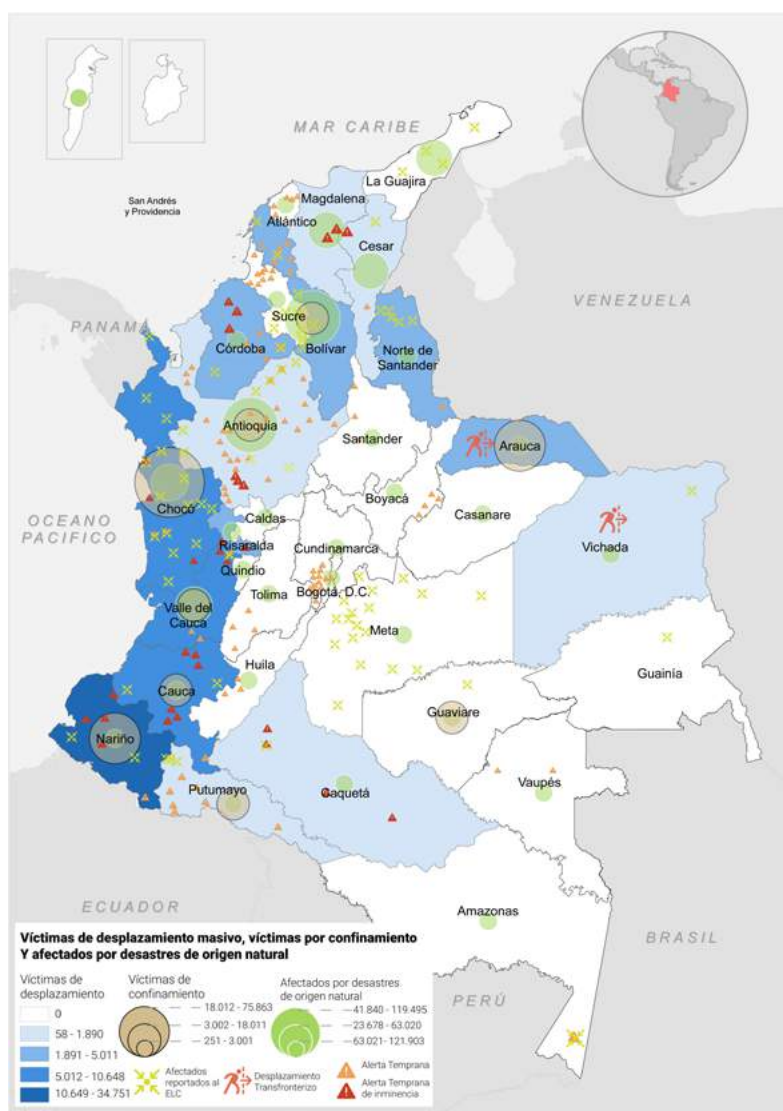 MAR CARIBE
La Guajira
San Andrés
y Providencia
Magdalena
Atlántico
Cesar
VENEZUELA
PANAMÁ
Sucre
Córdoba
Bolívar
Norte de
Santander
Antioquia
Santander
Arauca
Chocó
Boyacá
Casanare
OCEANO
PACIFICO
Caldas
Risaralda
Cundinamarca
Vichada
Quindio
Bogotá, D.C.
Tolima
Valle del
Cauca
Meta
Huila
Guainía
Cauca
Guaviare
Nariño
Vaupés
Putumayo
Caquetá
ECUADOR
Amazonas
BRASIL
PERÚ
Víctimas de desplazamiento masivo, víctimas por confinamiento
Y afectados por desastres de origen natural
Víctimas de
desplazamiento
0
58 - 1.890
1.891 - 5.011
5.012 - 10.648
10.649 - 34.751
Víctimas de
confinamiento
18.012 - 75.863
3.002 - 18.011
251 - 3.001
Afectados por desastres
de origen natural
41.840 - 119.495
23.678 - 63.020
63.021 - 121.903
Afectados
reportados al
ELC
Desplazamiento
Transfronterizo
Alerta Temprana
Alerta Temprana
de inminencia